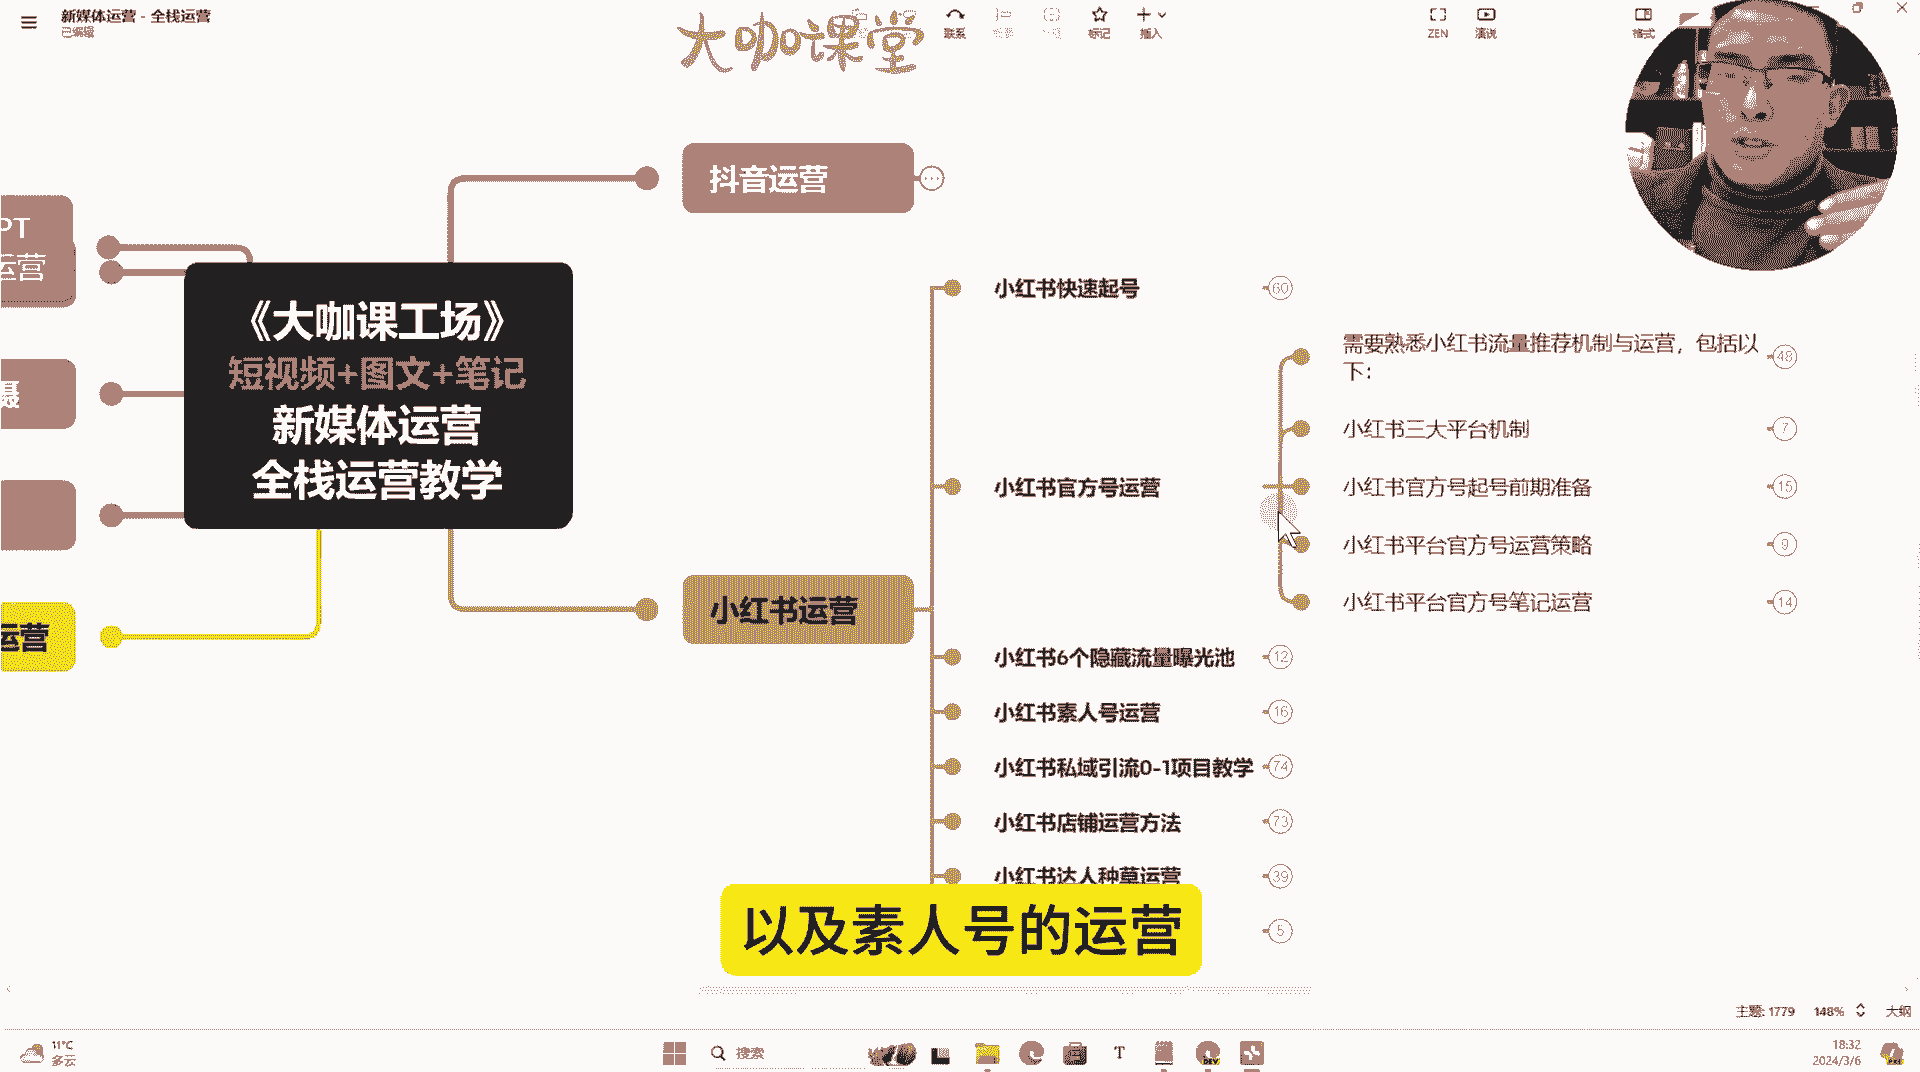 新媒体运营 - 全栈运营
已编辑
大咖课堂
联系
标记
插入
ZEN
演说
格式
PT
运营
摄
运营
《大咖课工场》
短视频+图文+笔记
新媒体运营
全栈运营教学
抖音运营
小红书运营
小红书快速起号
60
小红书官方号运营
需要熟悉小红书流量推荐机制与运营，包括以
下：
48
小红书三大平台机制
7
小红书官方号起号前期准备
15
小红书平台官方号运营策略
9
小红书平台官方号笔记运营
14
小红书6个隐藏流量曝光池
12
小红书素人号运营
16
小红书私域引流0-1项目教学
74
小红书店铺运营方法
73
小红书达人种草运营
39
5
以及素人号的运营
主题: 1779
148%
大纲
11°C
多云
搜索
18:32
2024/3/6